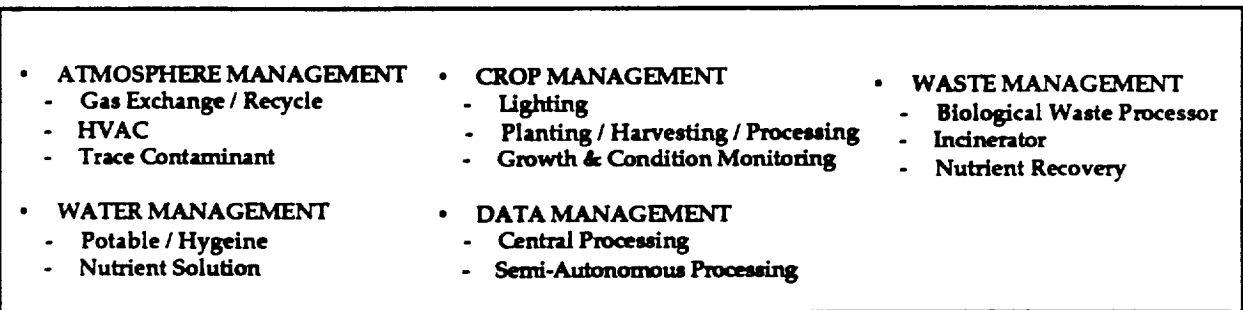 • ATMOSPHERE MANAGEMENT
- Gas Exchange / Recycle
- HVAC
- Trace Contaminant
• WATER MANAGEMENT
- Potable / Hygeine
- Nutrient Solution
• CROP MANAGEMENT
- Lighting
- Planting / Harvesting / Processing
- Growth & Condition Monitoring
• DATA MANAGEMENT
- Central Processing
- Semi-Autonomous Processing
• WASTE MANAGEMENT
- Biological Waste Processor
- Incinerator
- Nutrient Recovery